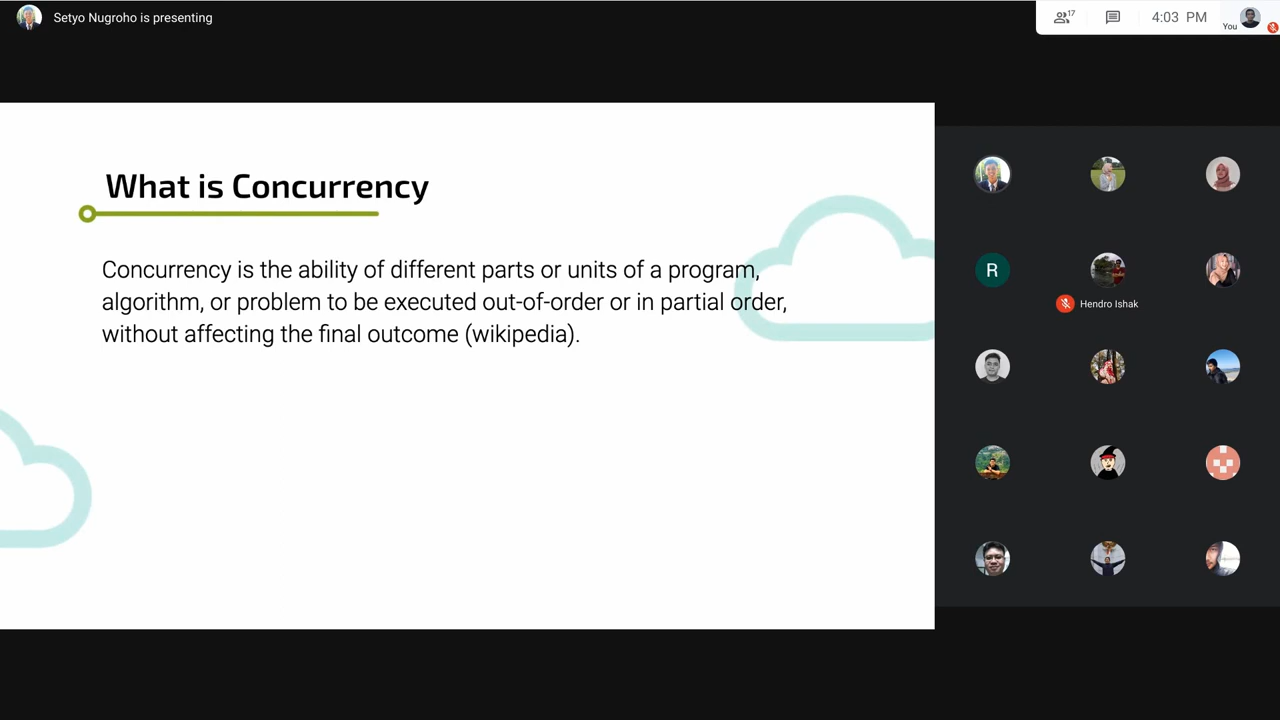 Setyo Nugroho is presenting
17
4:03 PM
You
What is Concurrency
Concurrency is the ability of different parts or units of a program,
algorithm, or problem to be executed out-of-order or in partial order,
without affecting the final outcome (wikipedia).
R
Hendro Ishak